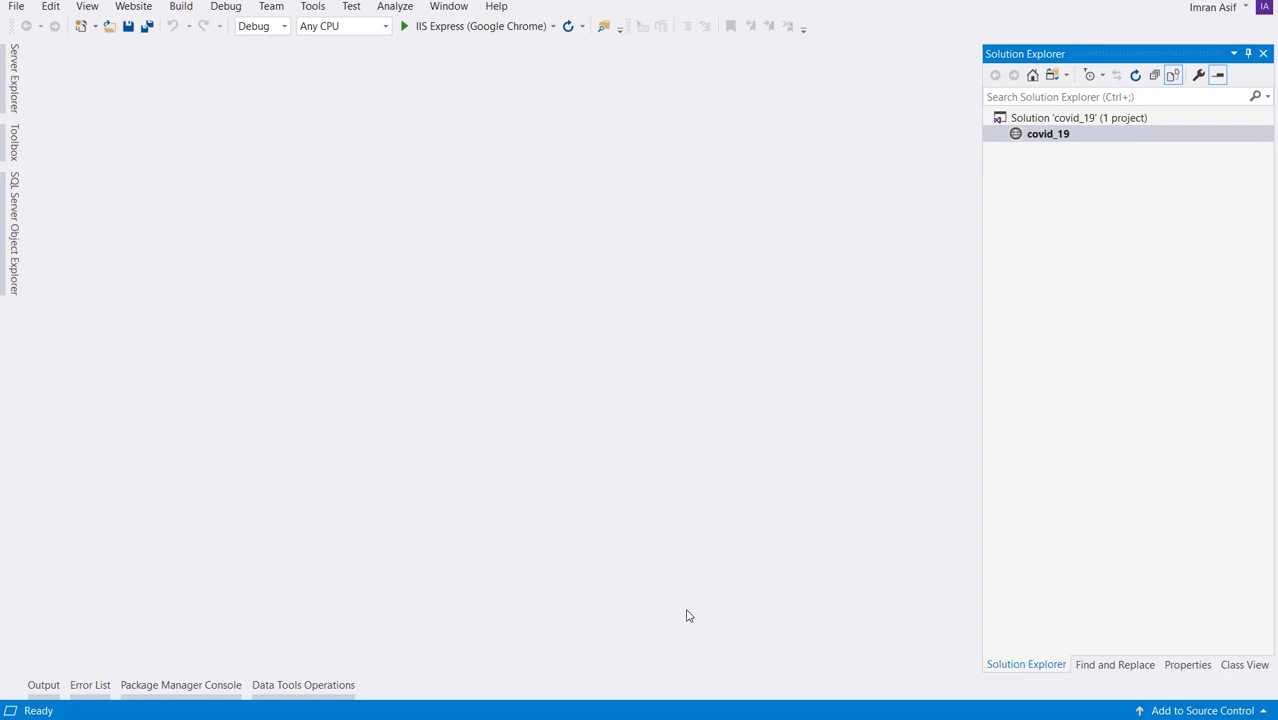 File Edit View Website Build Debug Team Tools Test Analyze Window Help
Imran Asif IA
Debug Any CPU IIS Express (Google Chrome)
Server Explorer
Toolbox
SQL Server Object Explorer
Solution Explorer
Search Solution Explorer (Ctrl+;)
Solution 'covid_19' (1 project)
covid_19
Solution Explorer Find and Replace Properties Class View
Output Error List Package Manager Console Data Tools Operations
Ready Add to Source Control